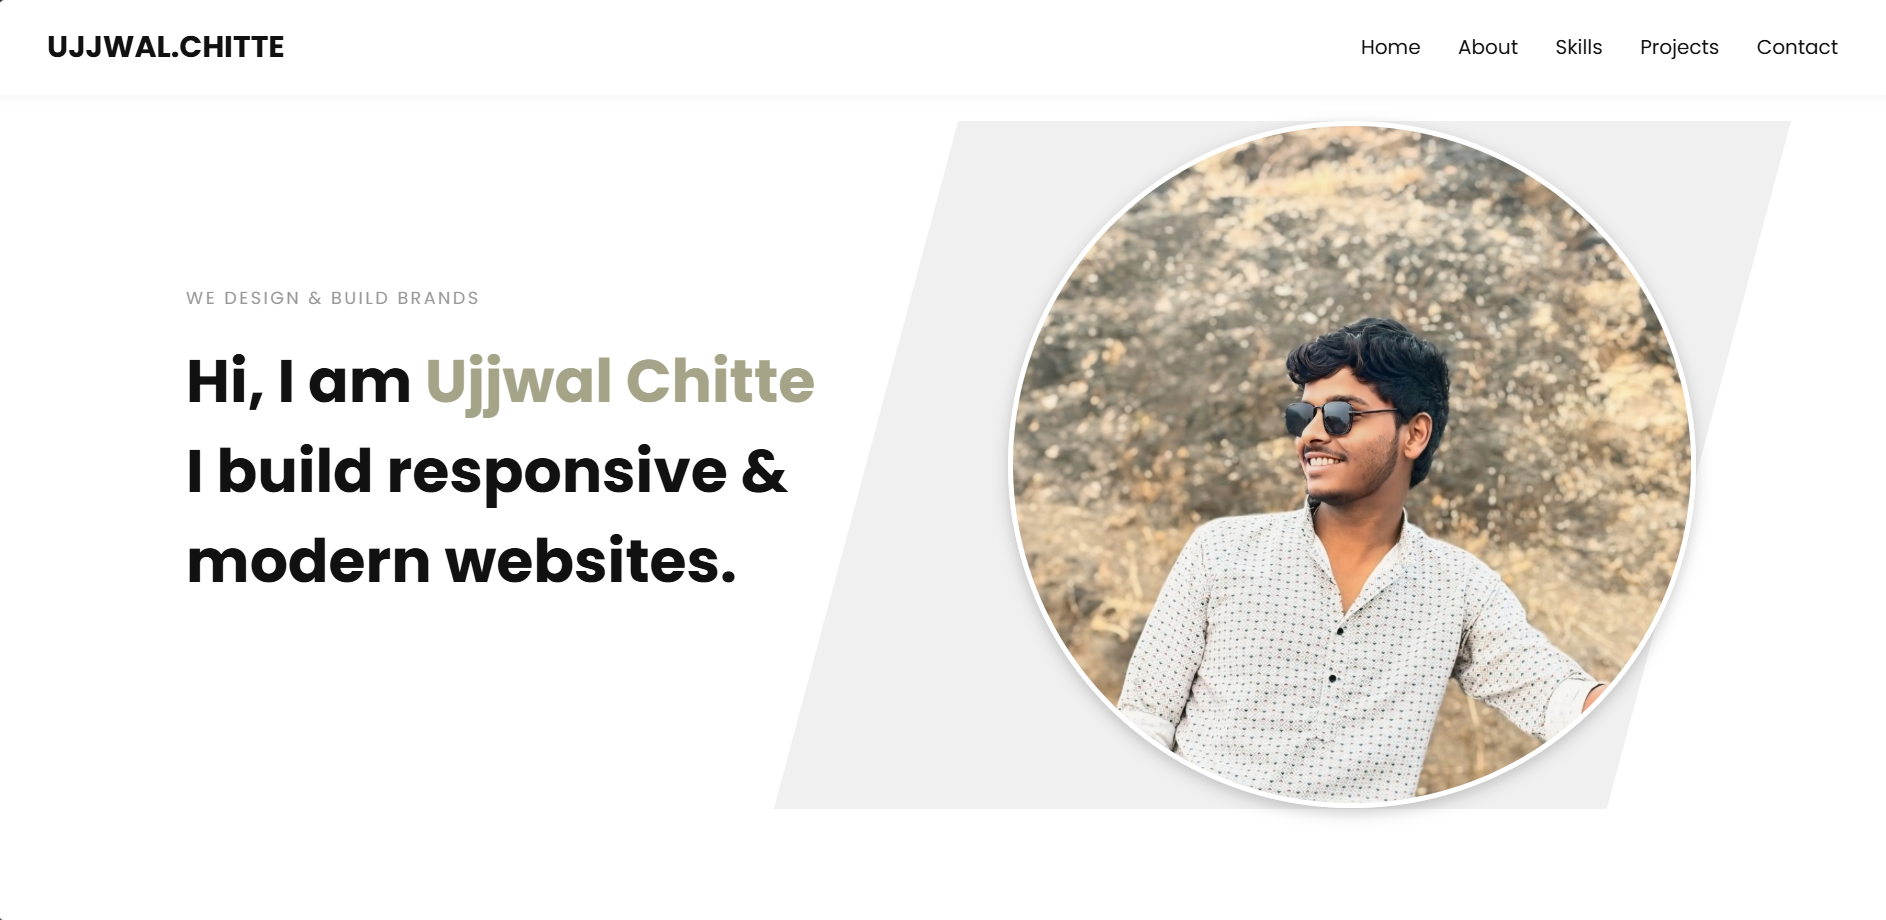 UJJWAL.CHITTE
Home About Skills Projects Contact
WE DESIGN & BUILD BRANDS
Hi, I am Ujjwal Chitte
I build responsive &
modern websites.